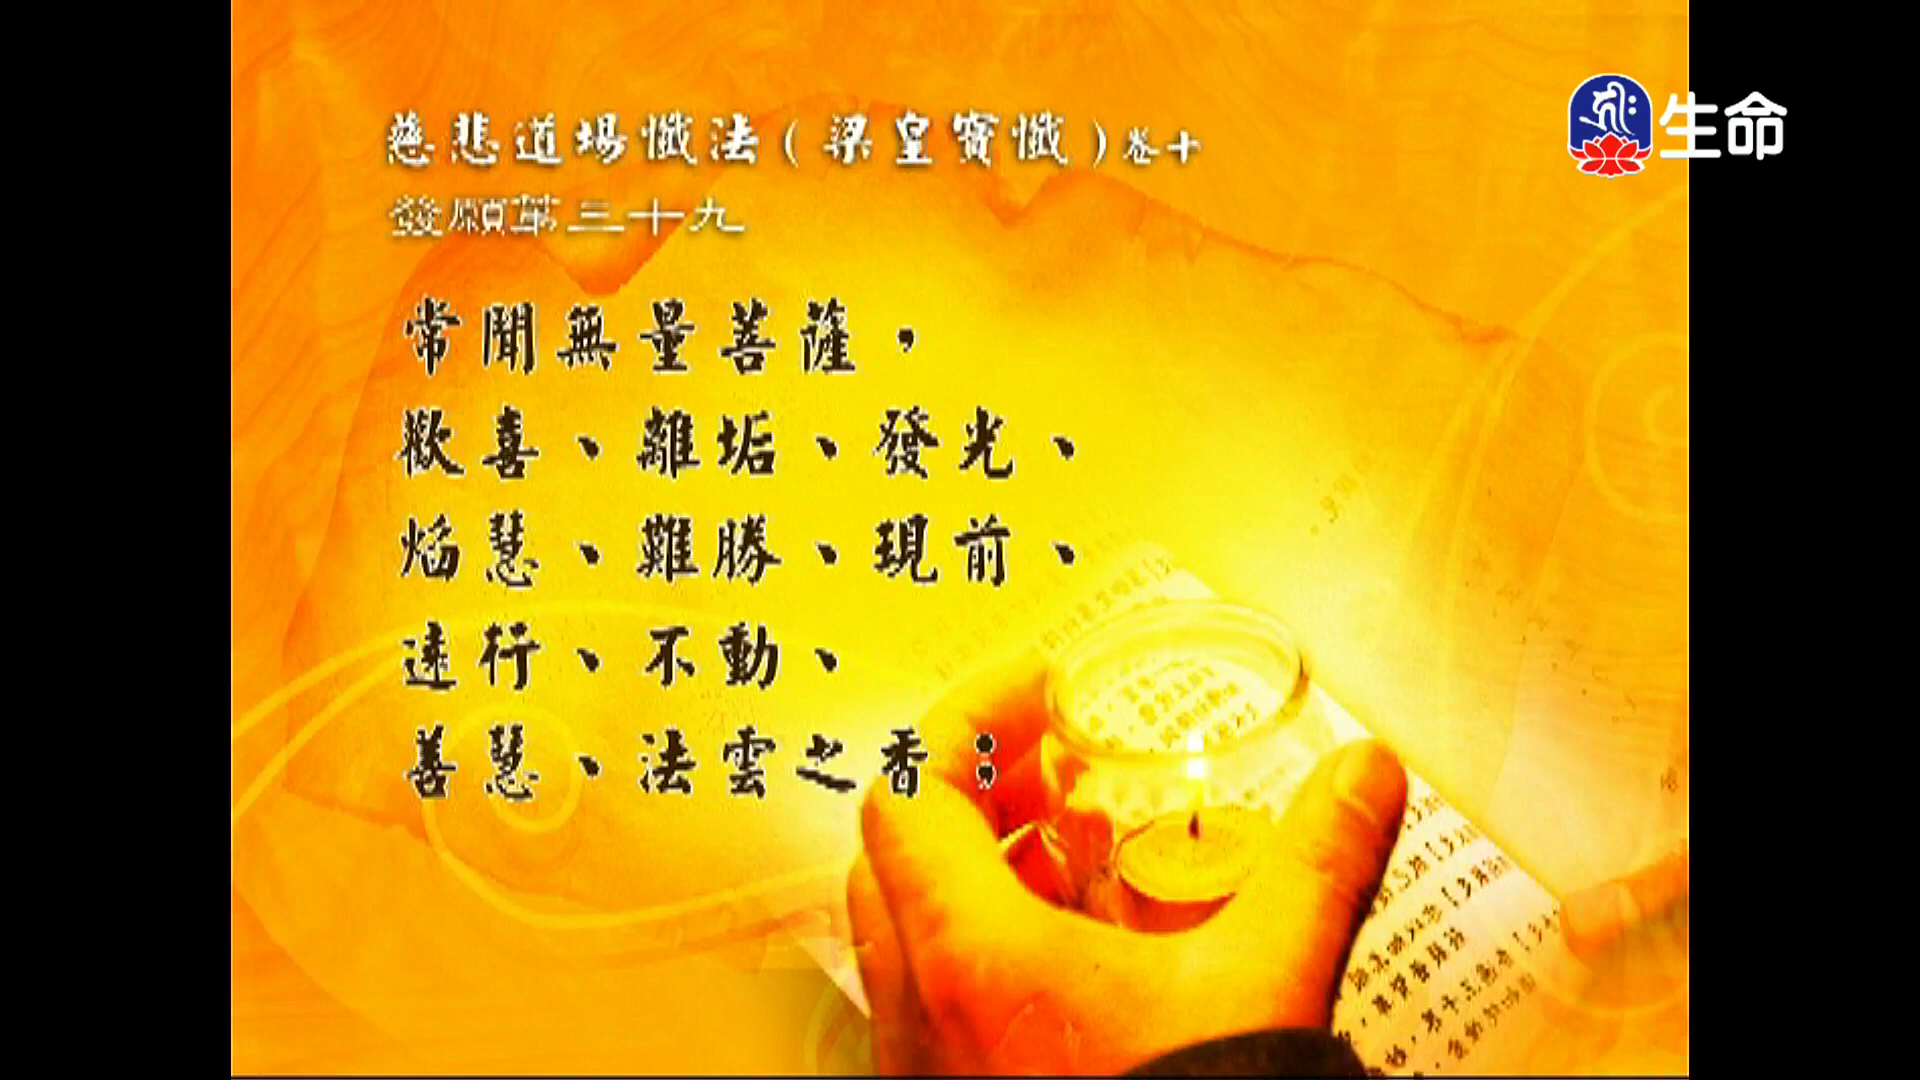 慈悲道場懺法(梁皇寶懺)卷十
發願第三十九
常聞無量菩薩，
歡喜、離垢、發光、
焰慧、難勝、現前、
遠行、不動、
善慧、法雲之香；
生命